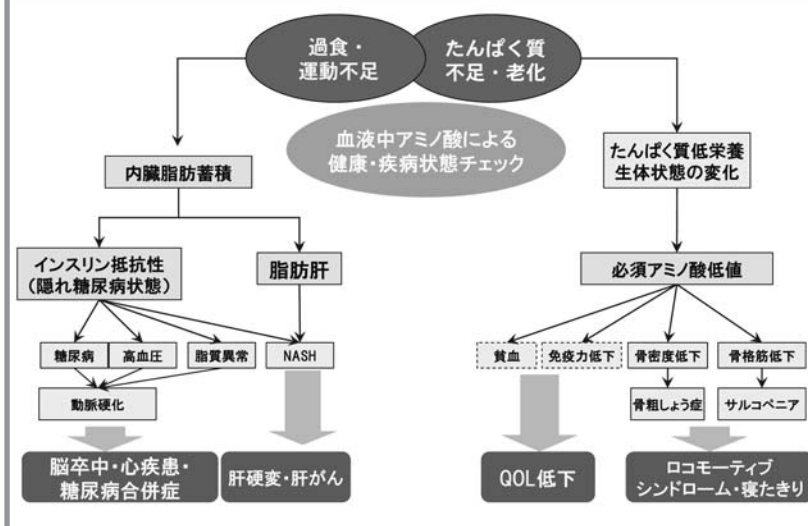 過食・
運動不足
たんぱく質
不足・老化
血液中アミノ酸による
健康・疾病状態チェック
内臓脂肪蓄積
たんぱく質低栄養
生体状態の変化
インスリン抵抗性
（隠れ糖尿病状態）
脂肪肝
必須アミノ酸低値
糖尿病
高血圧
脂質異常
NASH
貧血
免疫力低下
骨密度低下
骨格筋低下
動脈硬化
骨粗しょう症
サルコペニア
脳卒中・心疾患・
糖尿病合併症
肝硬変・肝がん
QOL低下
ロコモーティブ
シンドローム・寝たきり